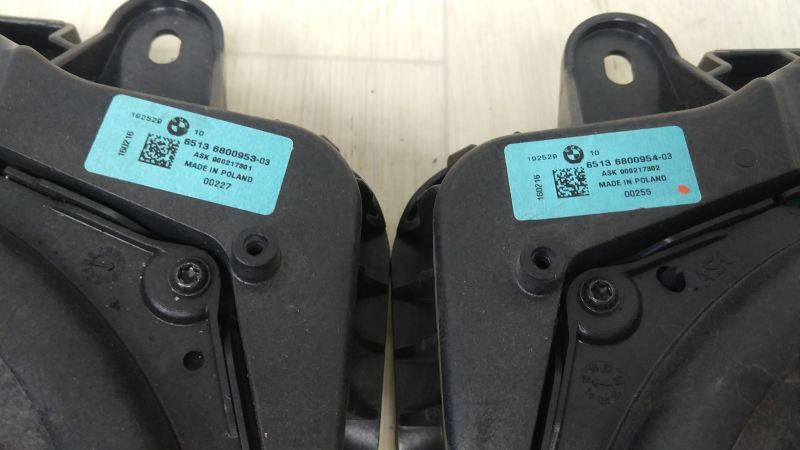 192529 10
160216
6513 6800953-03
ASK 900217301
MADE IN POLAND
00227
192529 10
160216
6513 6800954-03
ASK 900217302
MADE IN POLAND
00255